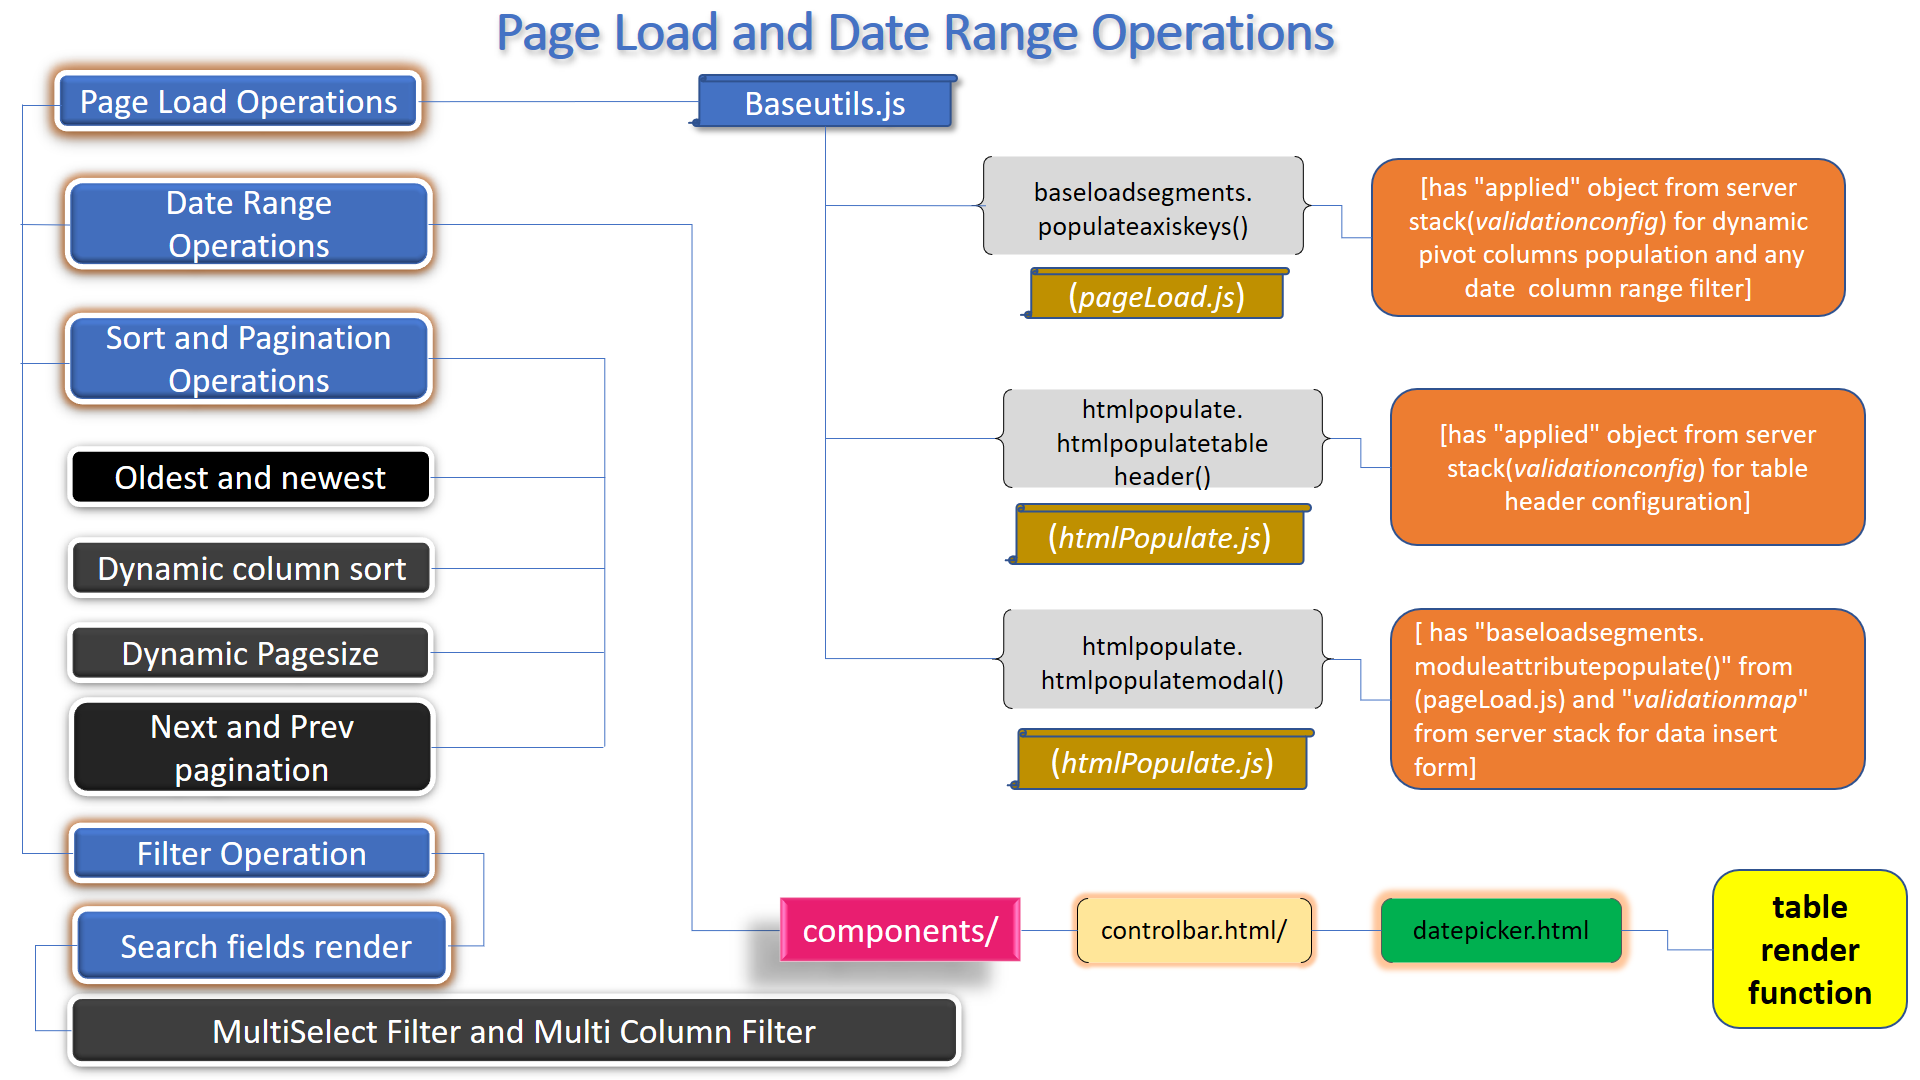 Page Load and Date Range Operations
Page Load Operations
Baseutils.js
Date Range
Operations
Sort and Pagination
Operations
Oldest and newest
Dynamic column sort
Dynamic Pagesize
Next and Prev
pagination
Filter Operation
Search fields render
MultiSelect Filter and Multi Column Filter
baseloadsegments.
populateaxiskeys()
(pageLoad.js)
[has "applied" object from server
stack(validationconfig) for dynamic
pivot columns population and any
date  column range filter]
htmlpopulate.
htmlpopulatetable
header()
(htmlPopulate.js)
[has "applied" object from server
stack(validationconfig) for table
header configuration]
htmlpopulate.
htmlpopulatemodal()
(htmlPopulate.js)
[ has "baseloadsegments.
moduleattributepopulate()" from
(pageLoad.js) and "validationmap"
from server stack for data insert
form]
components/
controlbar.html/
datepicker.html
table
render
function